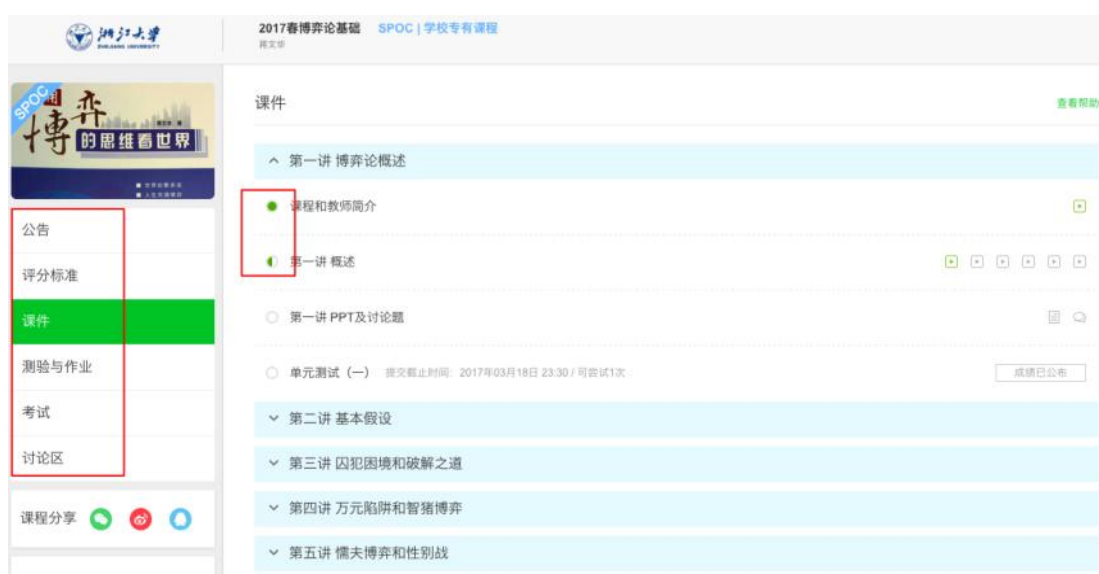 浙江大学
ZHEJIANG UNIVERSITY
2017春博弈论基础 SPOC | 学校专有课程
蒋文华
SPOC
博弈
的思维看世界
课件
查看帮助
第一讲 博弈论概述
课程和教师简介
第一讲 概述
第一讲 PPT及讨论题
单元测试（一） 提交截止时间: 2017年03月18日 23:30 / 可尝试1次
成绩已公布
第二讲 基本假设
第三讲 囚犯困境和破解之道
第四讲 万元陷阱和智猪博弈
第五讲 懦夫博弈和性别战
公告
评分标准
课件
测验与作业
考试
讨论区
课程分享